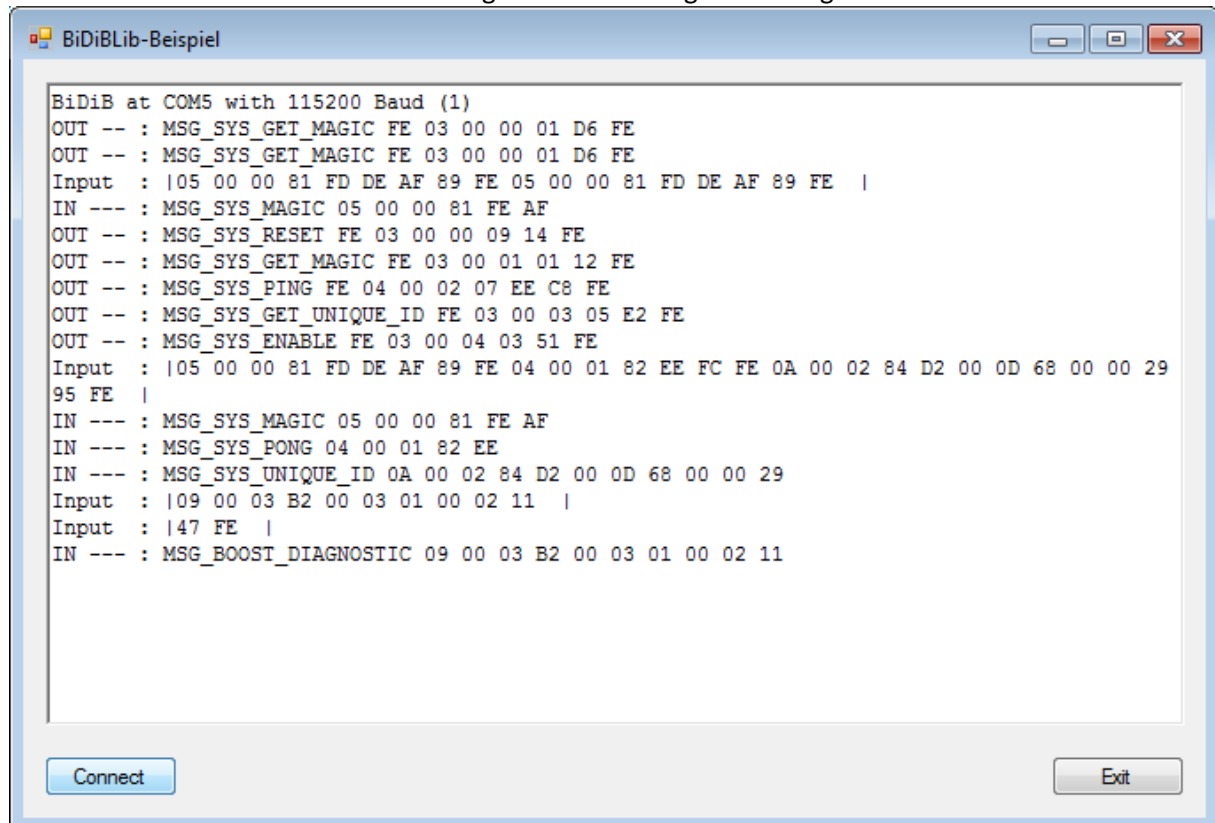 BiDiBLib-Beispiel
BiDiB at COM5 with 115200 Baud (1)
OUT -- : MSG_SYS_GET_MAGIC FE 03 00 00 01 D6 FE
OUT -- : MSG_SYS_GET_MAGIC FE 03 00 00 01 D6 FE
Input  : |05 00 00 81 FD DE AF 89 FE 05 00 00 81 FD DE AF 89 FE  |
IN --- : MSG_SYS_MAGIC 05 00 00 81 FE AF
OUT -- : MSG_SYS_RESET FE 03 00 00 09 14 FE
OUT -- : MSG_SYS_GET_MAGIC FE 03 00 01 01 12 FE
OUT -- : MSG_SYS_PING FE 04 00 02 07 EE C8 FE
OUT -- : MSG_SYS_GET_UNIQUE_ID FE 03 00 03 05 E2 FE
OUT -- : MSG_SYS_ENABLE FE 03 00 04 03 51 FE
Input  : |05 00 00 81 FD DE AF 89 FE 04 00 01 82 EE FC FE 0A 00 02 84 D2 00 0D 68 00 00 29
95 FE  |
IN --- : MSG_SYS_MAGIC 05 00 00 81 FE AF
IN --- : MSG_SYS_PONG 04 00 01 82 EE
IN --- : MSG_SYS_UNIQUE_ID 0A 00 02 84 D2 00 0D 68 00 00 29
Input  : |09 00 03 B2 00 03 01 00 02 11  |
Input  : |47 FE  |
IN --- : MSG_BOOST_DIAGNOSTIC 09 00 03 B2 00 03 01 00 02 11
Connect
Exit